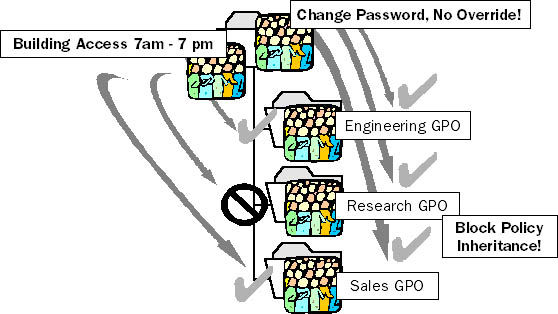 Change Password, No Override!
Building Access 7am - 7 pm
Engineering GPO
Research GPO
Block Policy
Inheritance!
Sales GPO